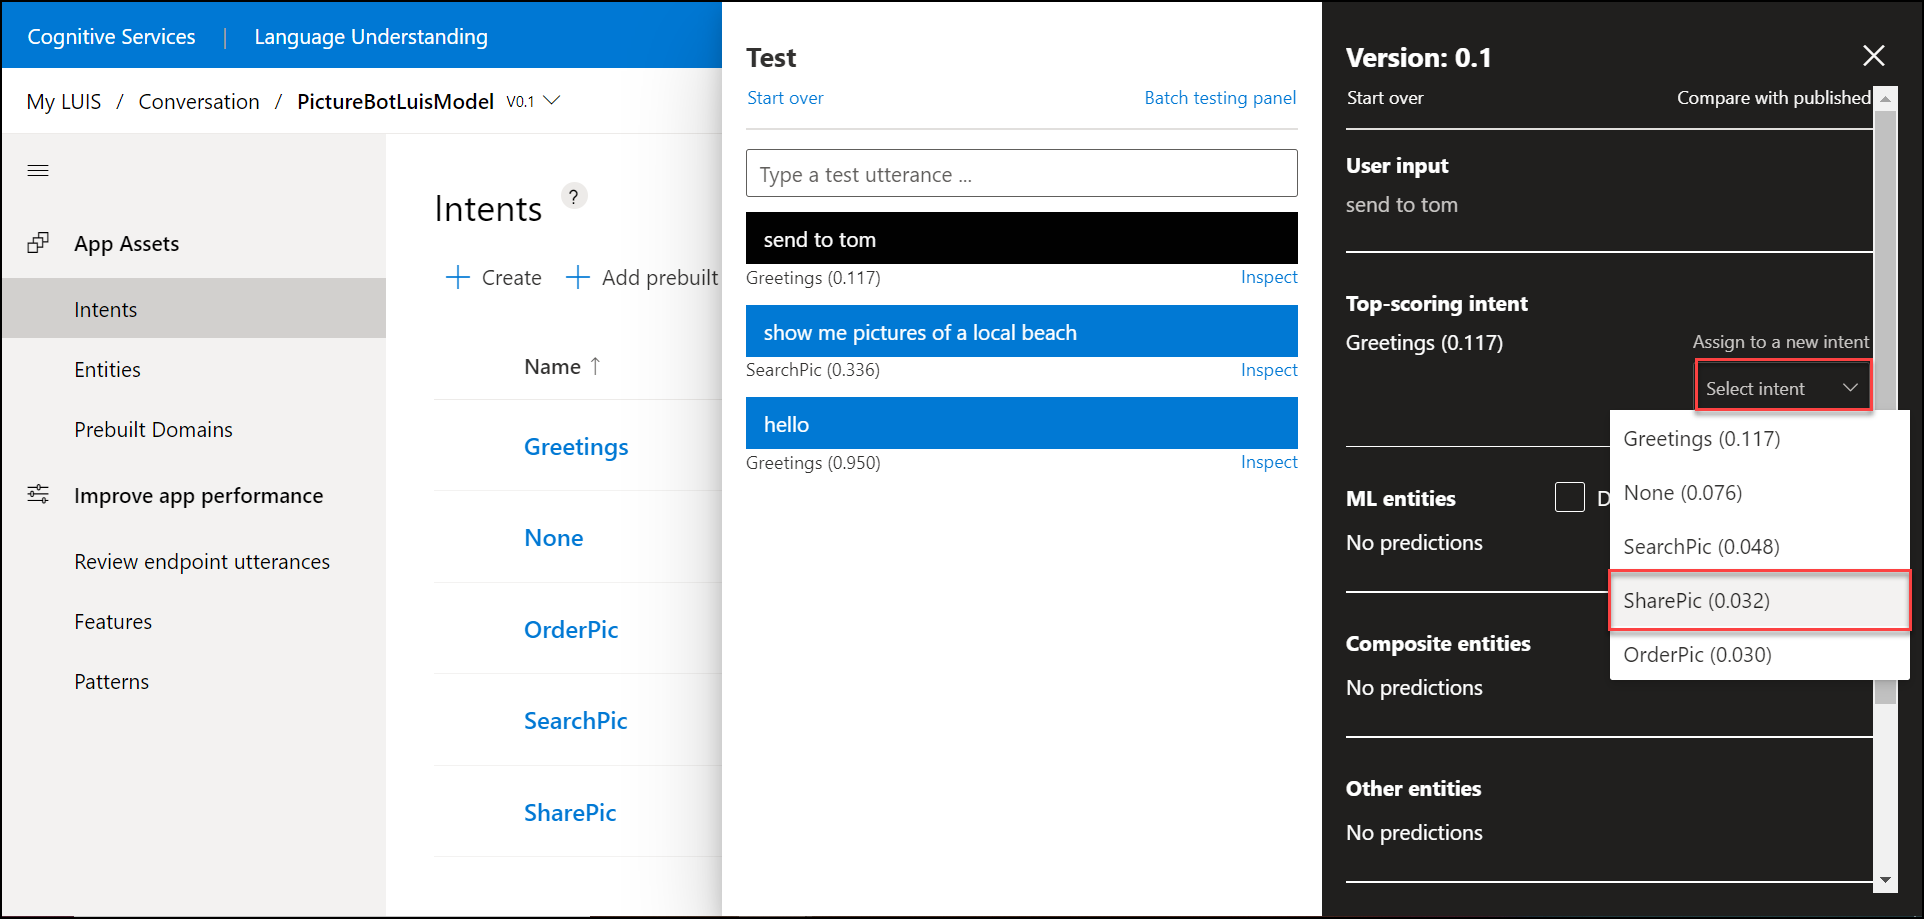 Cognitive Services | Language Understanding
My LUIS / Conversation / PictureBotLuisModel V0.1
App Assets
Intents
Entities
Prebuilt Domains
Improve app performance
Review endpoint utterances
Features
Patterns
Intents ?
Create
Add prebuilt
Name ↑
Greetings
None
OrderPic
SearchPic
SharePic
Test
Start over
Batch testing panel
Type a test utterance ...
send to tom
Greetings (0.117)
Inspect
show me pictures of a local beach
SearchPic (0.336)
Inspect
hello
Greetings (0.950)
Inspect
Version: 0.1
Start over
Compare with published
User input
send to tom
Top-scoring intent
Greetings (0.117)
Assign to a new intent
Select intent
Greetings (0.117)
None (0.076)
SearchPic (0.048)
SharePic (0.032)
OrderPic (0.030)
ML entities
D
No predictions
Composite entities
No predictions
Other entities
No predictions